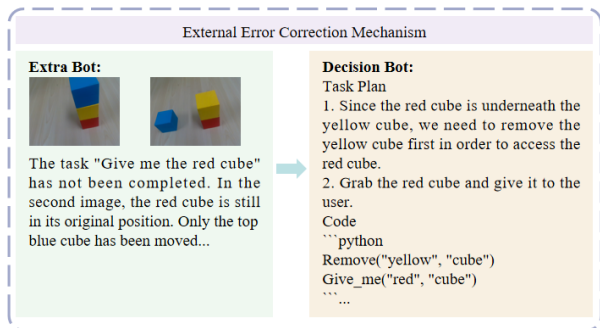 External Error Correction Mechanism
Extra Bot:
The task "Give me the red cube"
has not been completed. In the
second image, the red cube is still
in its original position. Only the top
blue cube has been moved...
Decision Bot:
Task Plan
1. Since the red cube is underneath the
yellow cube, we need to remove the
yellow cube first in order to access the
red cube.
2. Grab the red cube and give it to the
user.
Code
```python
Remove("yellow", "cube")
Give_me("red", "cube")
```...